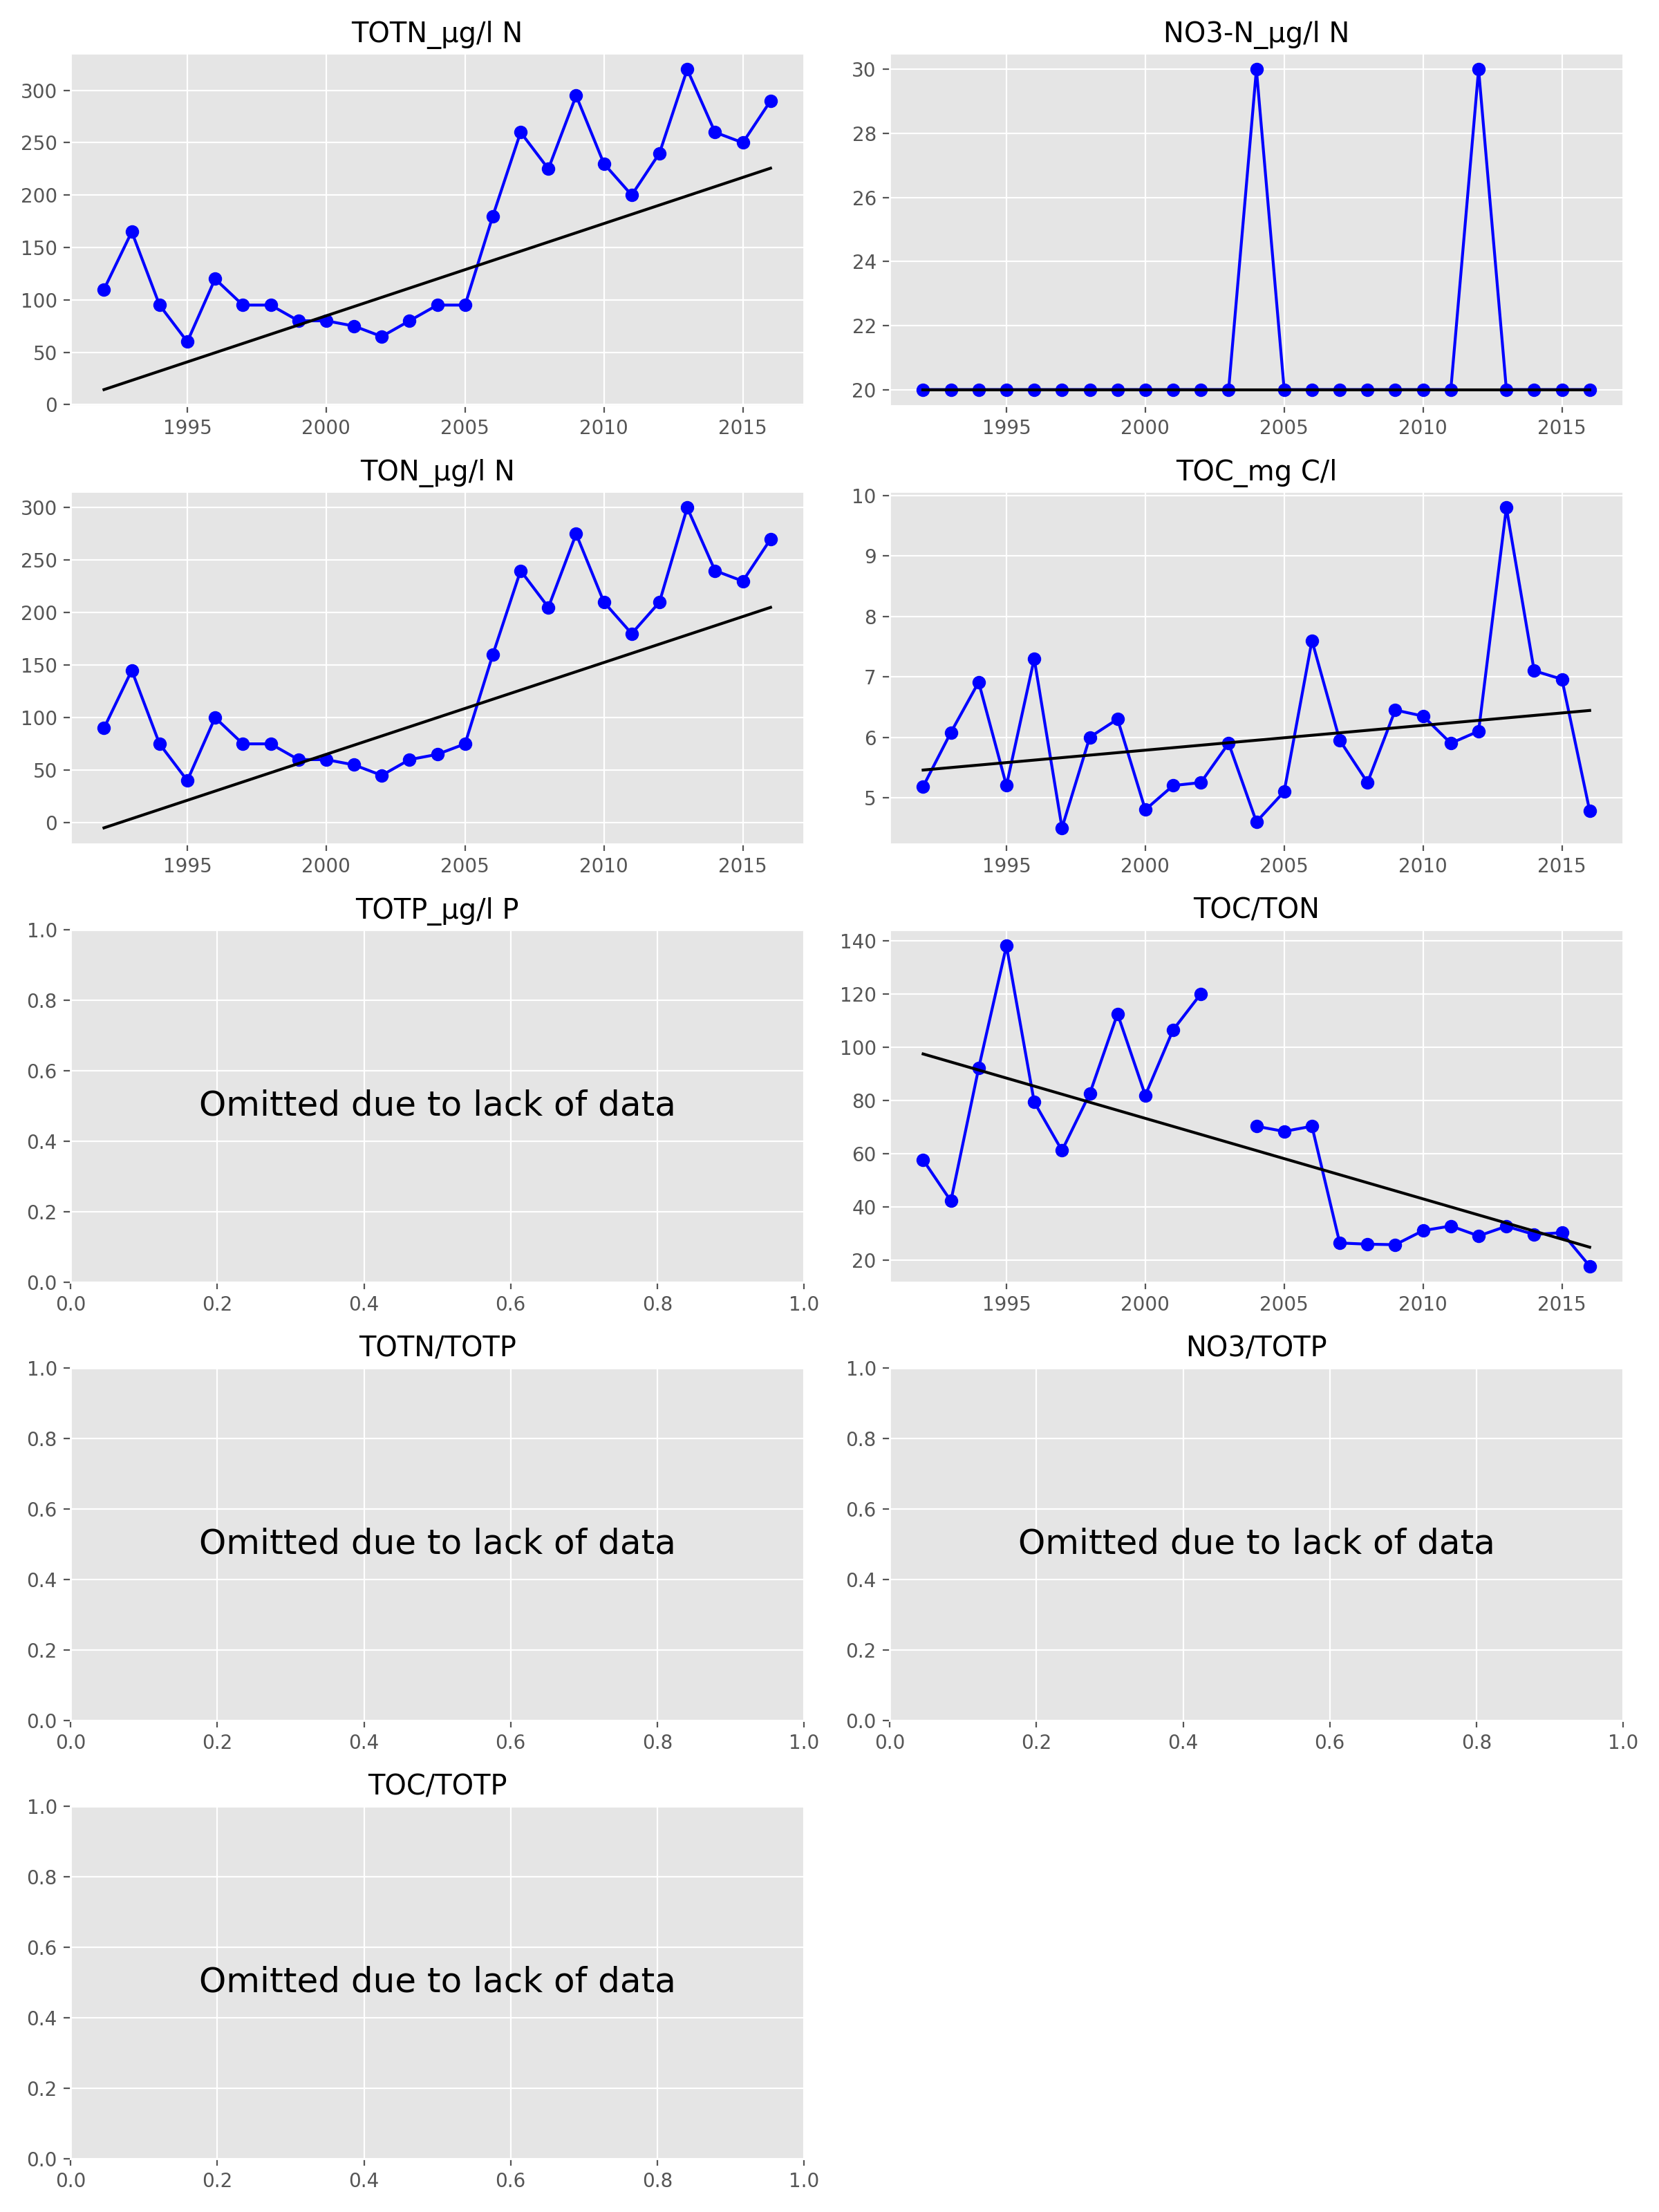 TOTN_µg/l N
300
250
200
150
100
50
0
1995 2000 2005 2010 2015
NO3-N_µg/l N
30
28
26
24
22
20
1995 2000 2005 2010 2015
TON_µg/l N
300
250
200
150
100
50
0
1995 2000 2005 2010 2015
TOC_mg C/l
10
9
8
7
6
5
1995 2000 2005 2010 2015
TOTP_µg/l P
1.0
0.8
0.6
Omitted due to lack of data
0.4
0.2
0.0
0.0 0.2 0.4 0.6 0.8 1.0
TOC/TON
140
120
100
80
60
40
20
1995 2000 2005 2010 2015
TOTN/TOTP
1.0
0.8
0.6
Omitted due to lack of data
0.4
0.2
0.0
0.0 0.2 0.4 0.6 0.8 1.0
NO3/TOTP
1.0
0.8
0.6
Omitted due to lack of data
0.4
0.2
0.0
0.0 0.2 0.4 0.6 0.8 1.0
TOC/TOTP
1.0
0.8
0.6
Omitted due to lack of data
0.4
0.2
0.0
0.0 0.2 0.4 0.6 0.8 1.0